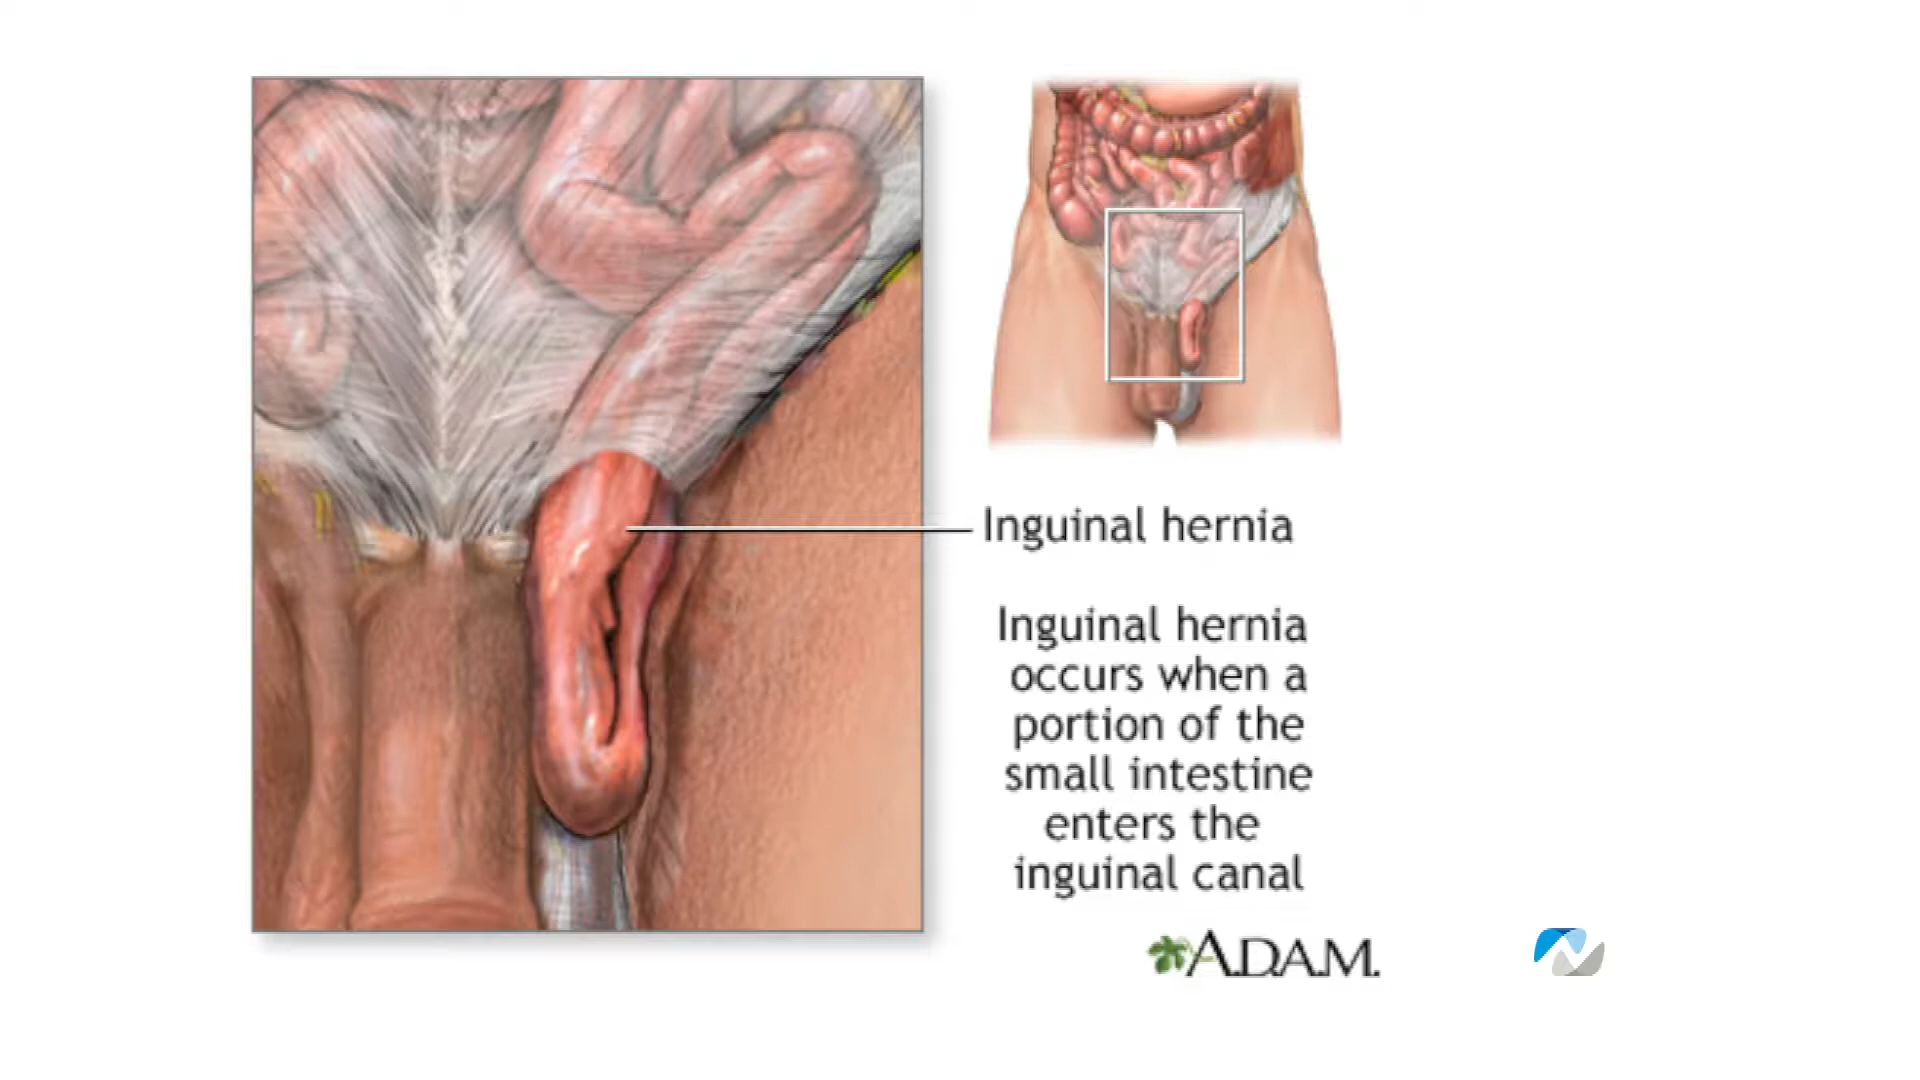 Inguinal hernia
Inguinal hernia
occurs when a
portion of the
small intestine
enters the
inguinal canal
A.D.A.M.